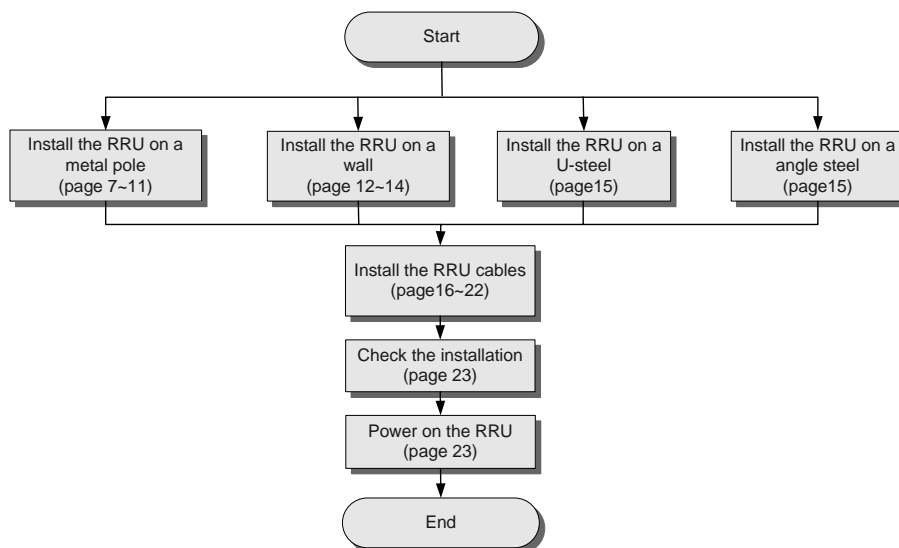 Start
Install the RRU on a
metal pole
(page 7~11)
Install the RRU on a
wall
(page 12~14)
Install the RRU on a
U-steel
(page15)
Install the RRU on a
angle steel
(page15)
Install the RRU cables
(page16~22)
Check the installation
(page 23)
Power on the RRU
(page 23)
End